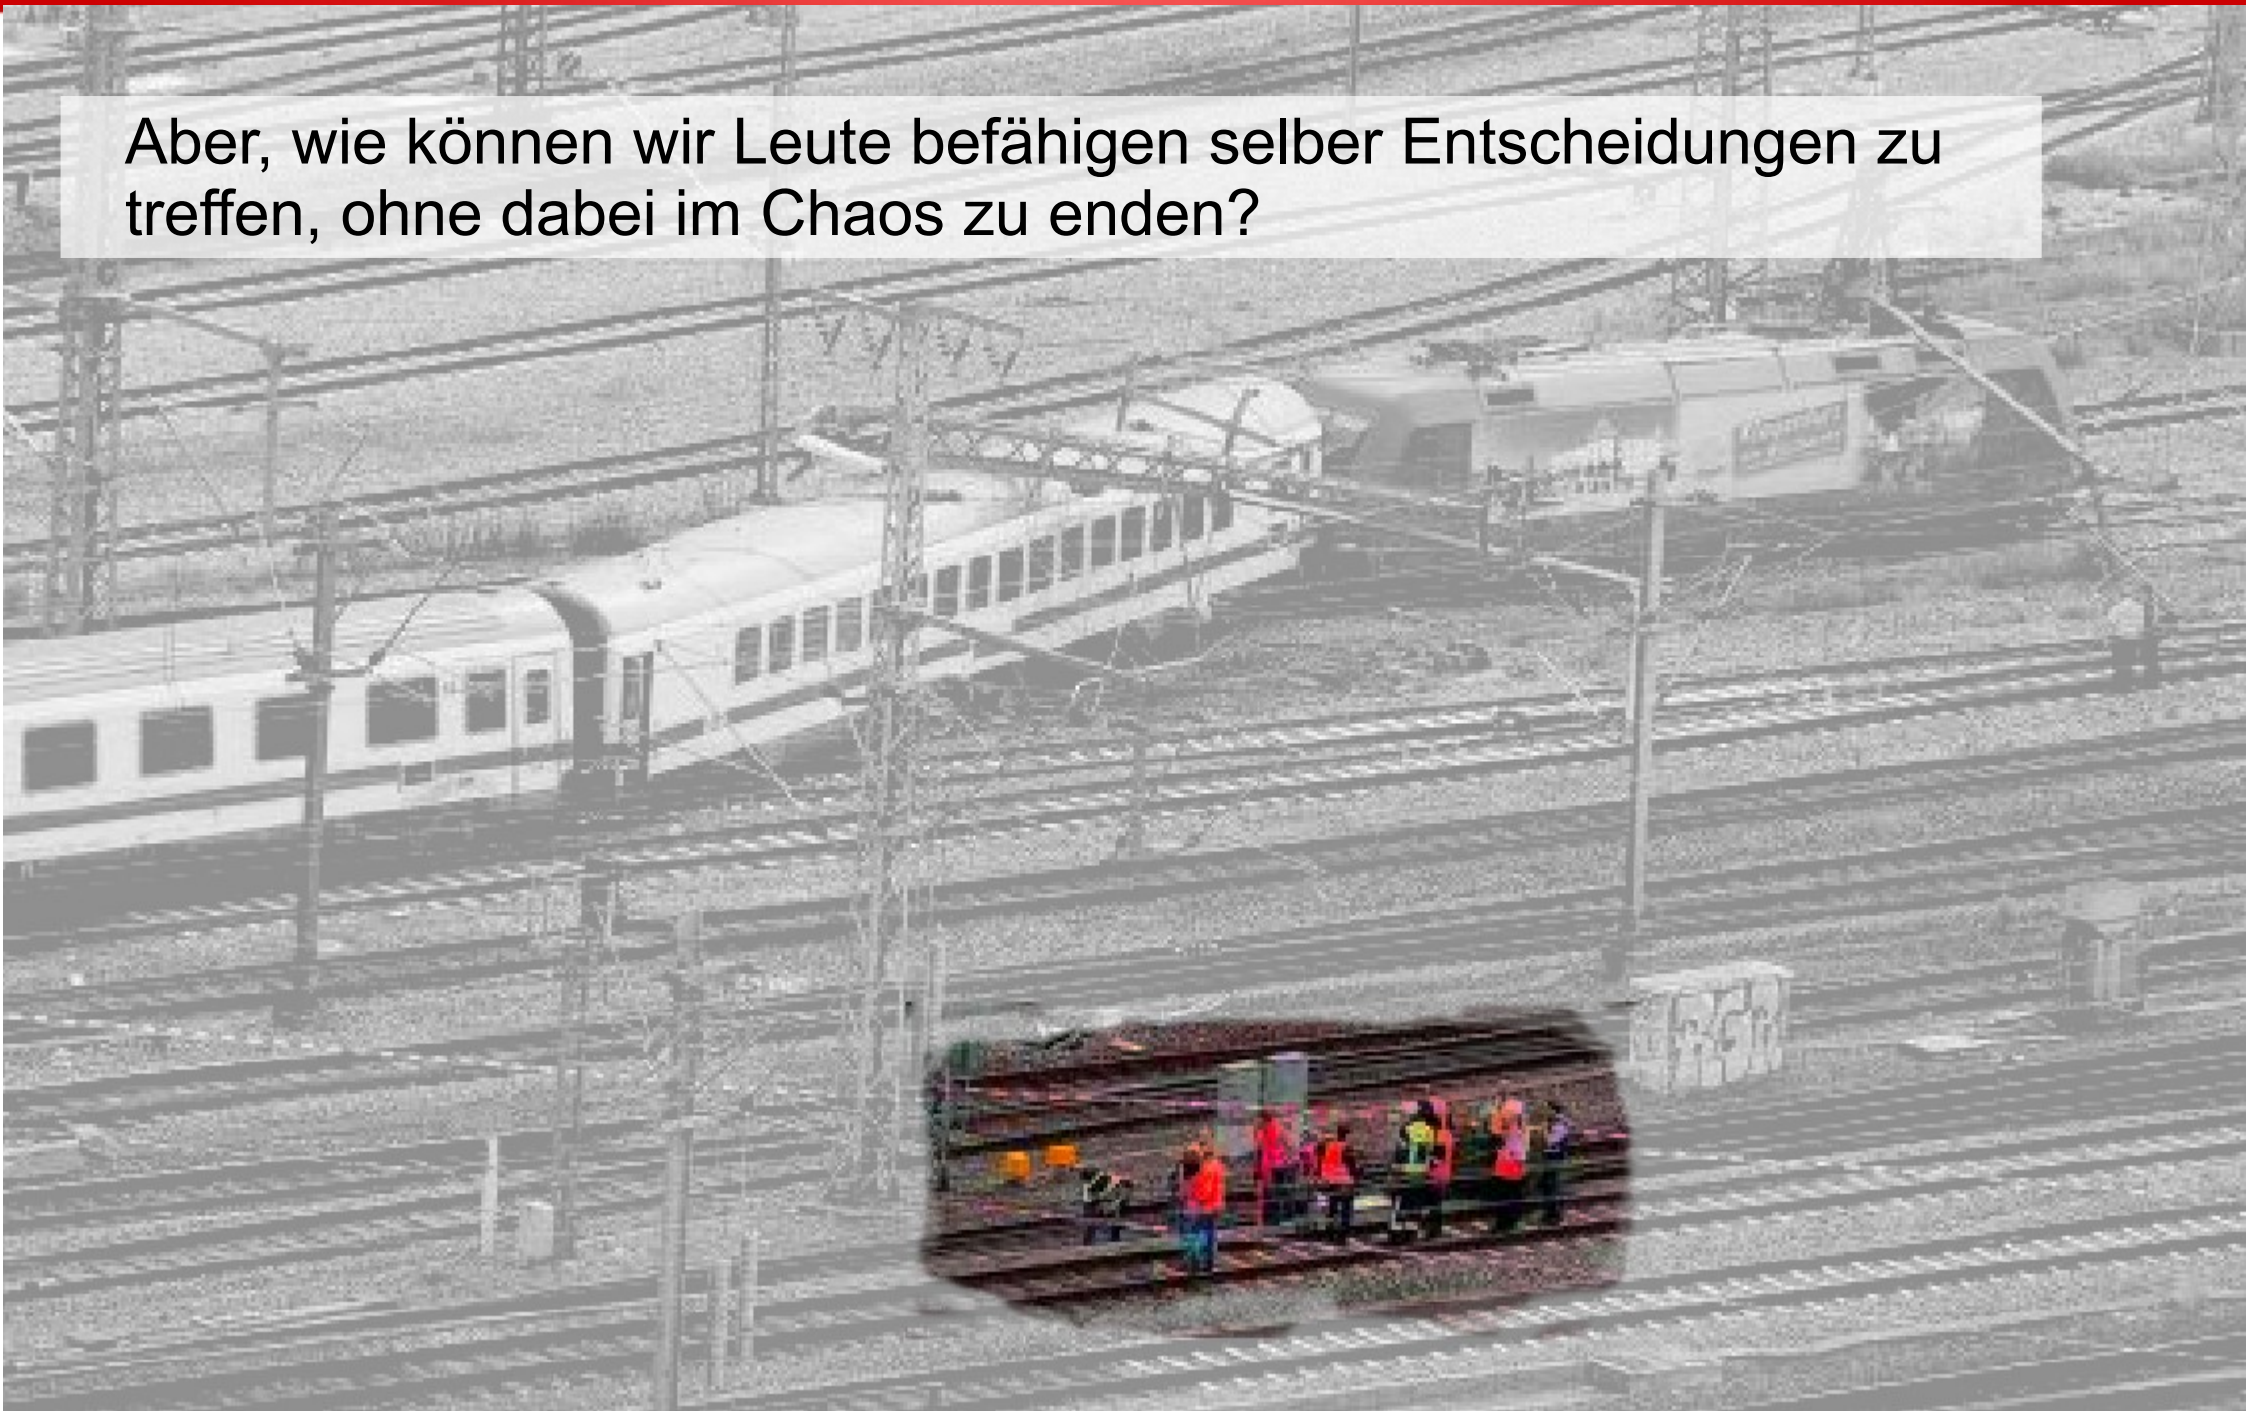 Aber, wie können wir Leute befähigen selber Entscheidungen zu
treffen, ohne dabei im Chaos zu enden?